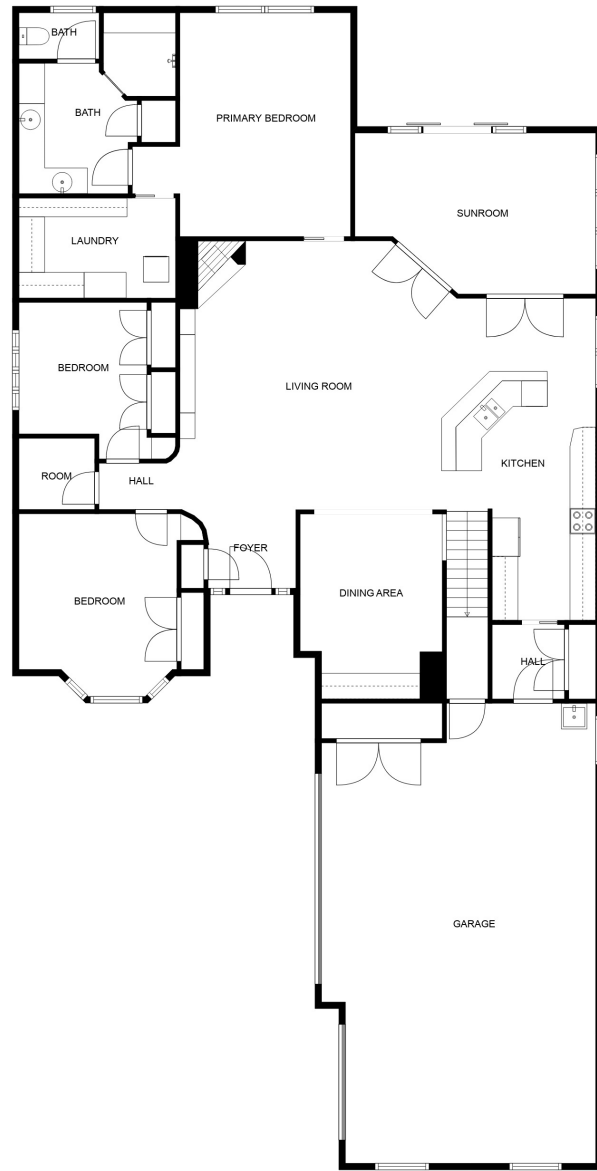 BATH
BATH
PRIMARY BEDROOM
SUNROOM
LAUNDRY
BEDROOM
LIVING ROOM
KITCHEN
ROOM
HALL
FOYER
BEDROOM
DINING AREA
HALL
GARAGE